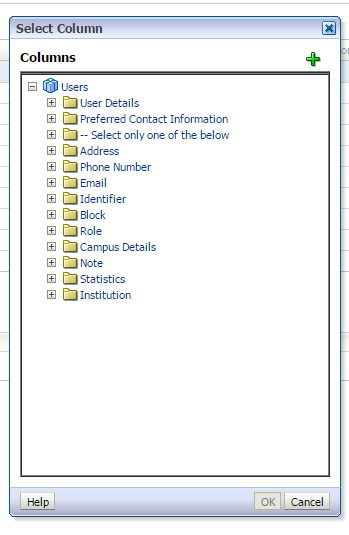 Select Column
Columns
Users
User Details
Preferred Contact Information
-- Select only one of the below
Address
Phone Number
Email
Identifier
Block
Role
Campus Details
Note
Statistics
Institution
Help
OK
Cancel